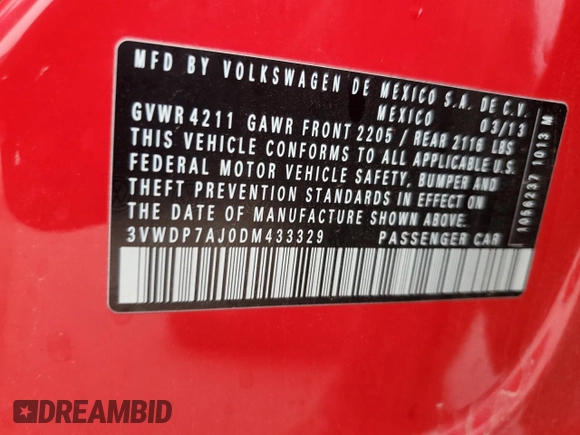 MFD BY VOLKSWAGEN DE MEXICO S.A. DE C.V.
MEXICO 03/13
GVWR 4211 GAWR FRONT 2205 / REAR 2116 LBS
THIS VEHICLE CONFORMS TO ALL APPLICABLE U.S.
FEDERAL MOTOR VEHICLE SAFETY, BUMPER AND
THEFT PREVENTION STANDARDS IN EFFECT ON
THE DATE OF MANUFACTURE SHOWN ABOVE.
3VWDP7AJ0DM433329 PASSENGER CAR
1056237 1013 M
DREAMBID